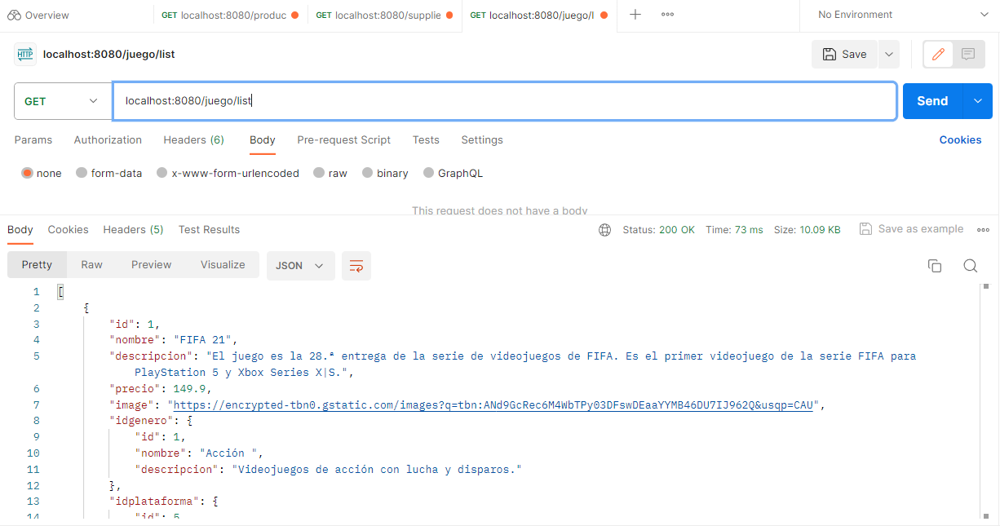 Overview GET localhost:8080/produc GET localhost:8080/supplie GET localhost:8080/juego/l No Environment
HTTP localhost:8080/juego/list Save
GET localhost:8080/juego/list Send
Params Authorization Headers (6) Body Pre-request Script Tests Settings Cookies
none form-data x-www-form-urlencoded raw binary GraphQL
This request does not have a body
Body Cookies Headers (5) Test Results Status: 200 OK Time: 73 ms Size: 10.09 KB Save as example
Pretty Raw Preview Visualize JSON
1 [
2 {
3 "id": 1,
4 "nombre": "FIFA 21",
5 "descripcion": "El juego es la 28.ª entrega de la serie de videojuegos de FIFA. Es el primer videojuego de la serie FIFA para
PlayStation 5 y Xbox Series X|S.",
6 "precio": 149.9,
7 "image": "https://encrypted-tbn0.gstatic.com/images?q=tbn:ANd9GcRec6M4WbTPy03DFswDEaaYYMB46DU7IJ962Q&usqp=CAU",
8 "idgenero": {
9 "id": 1,
10 "nombre": "Acción ",
11 "descripcion": "Videojuegos de acción con lucha y disparos."
12 },
13 "idplataforma": {
14 "id": 5